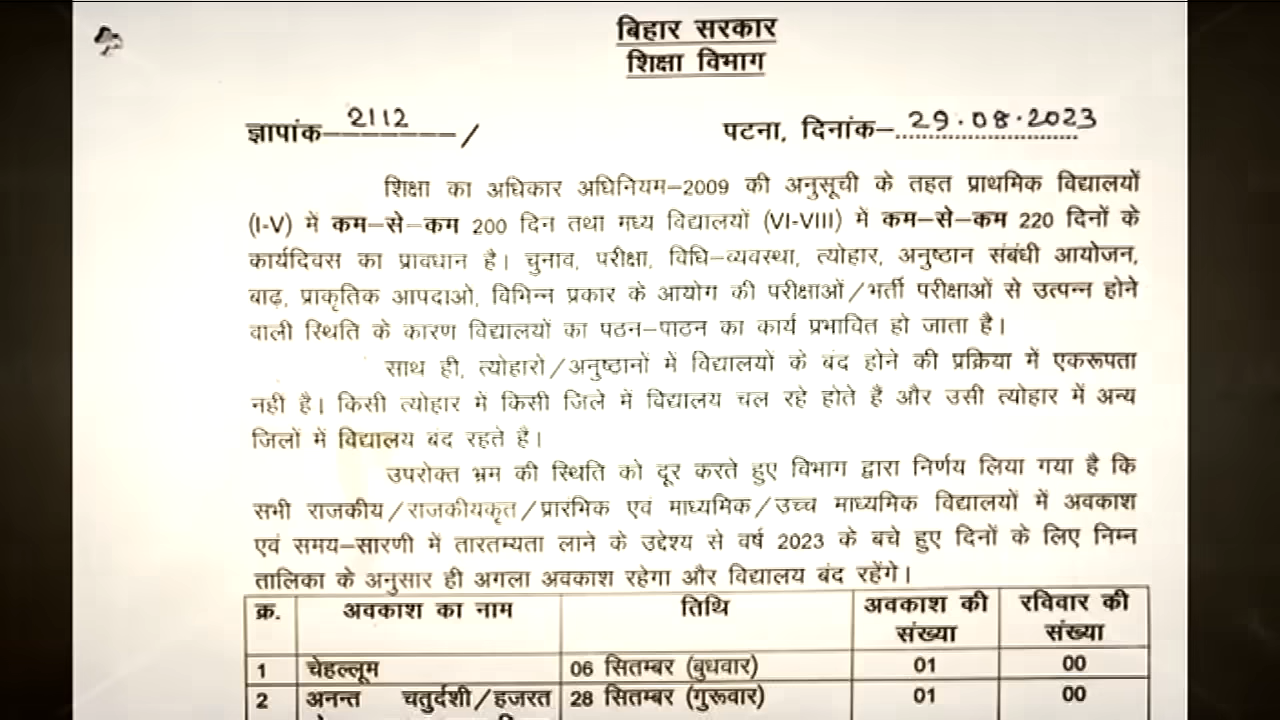 बिहार सरकार
शिक्षा विभाग
ज्ञापांक 2112 /
पटना, दिनांक– 29.08.2023
शिक्षा का अधिकार अधिनियम–2009 की अनुसूची के तहत प्राथमिक विद्यालयों
(I-V) में कम–से–कम 200 दिन तथा मध्य विद्यालयों (VI-VIII) में कम–से–कम 220 दिनों के
कार्यदिवस का प्रावधान है। चुनाव, परीक्षा, विधि–व्यवस्था, त्योहार, अनुष्ठान संबंधी आयोजन,
बाढ़, प्राकृतिक आपदाओ, विभिन्न प्रकार के आयोग की परीक्षाओं/भर्ती परीक्षाओं से उत्पन्न होने
वाली स्थिति के कारण विद्यालयों का पठन–पाठन का कार्य प्रभावित हो जाता है।
साथ ही, त्योहारो/अनुष्ठानों में विद्यालयों के बंद होने की प्रक्रिया में एकरूपता
नहीं है। किसी त्योहार में किसी जिले में विद्यालय चल रहे होते हैं और उसी त्योहार में अन्य
जिलों में विद्यालय बंद रहते है।
उपरोक्त भ्रम की स्थिति को दूर करते हुए विभाग द्वारा निर्णय लिया गया है कि
सभी राजकीय/राजकीयकृत/प्रारंभिक एवं माध्यमिक/उच्च माध्यमिक विद्यालयों में अवकाश
एवं समय–सारणी में तारतम्यता लाने के उद्देश्य से वर्ष 2023 के बचे हुए दिनों के लिए निम्न
तालिका के अनुसार ही अगला अवकाश रहेगा और विद्यालय बंद रहेंगे।
क्र. अवकाश का नाम तिथि अवकाश की संख्या रविवार की संख्या
1 चेहल्लूम 06 सितम्बर (बुधवार) 01 00
2 अनन्त चतुर्दशी/हजरत 28 सितम्बर (गुरूवार) 01 00